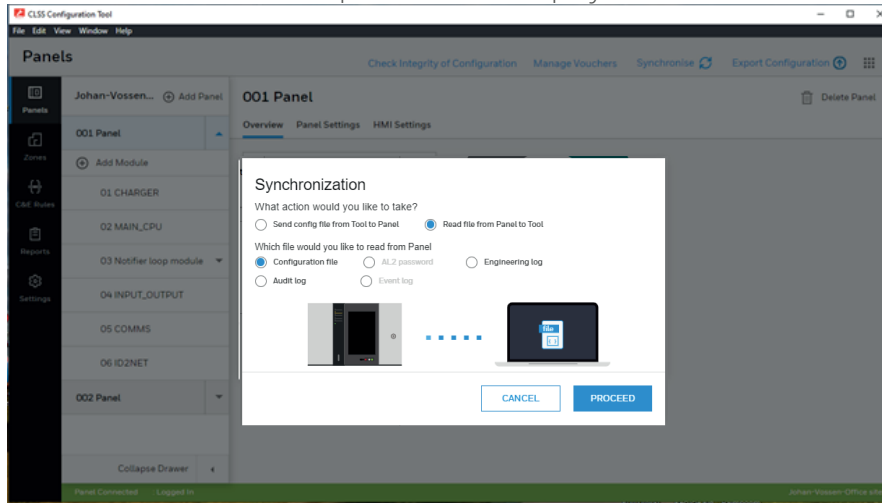 CLSS Configuration Tool
File Edit View Window Help
Panels
Check Integrity of Configuration Manage Vouchers Synchronise Export Configuration
Panels
Johan-Vossen... Add Panel
001 Panel
Delete Panel
Overview Panel Settings HMI Settings
001 Panel
Zones
Add Module
C&E Rules
01 CHARGER
02 MAIN_CPU
Reports
03 Notifier loop module
Settings
04 INPUT_OUTPUT
05 COMMS
06 ID2NET
002 Panel
Collapse Drawer
Synchronization
What action would you like to take?
Send config file from Tool to Panel Read file from Panel to Tool
Which file would you like to read from Panel
Configuration file AL2 password Engineering log
Audit log Event log
file
CANCEL PROCEED
Panel Connected : Logged In
Johan-Vossen-Office site